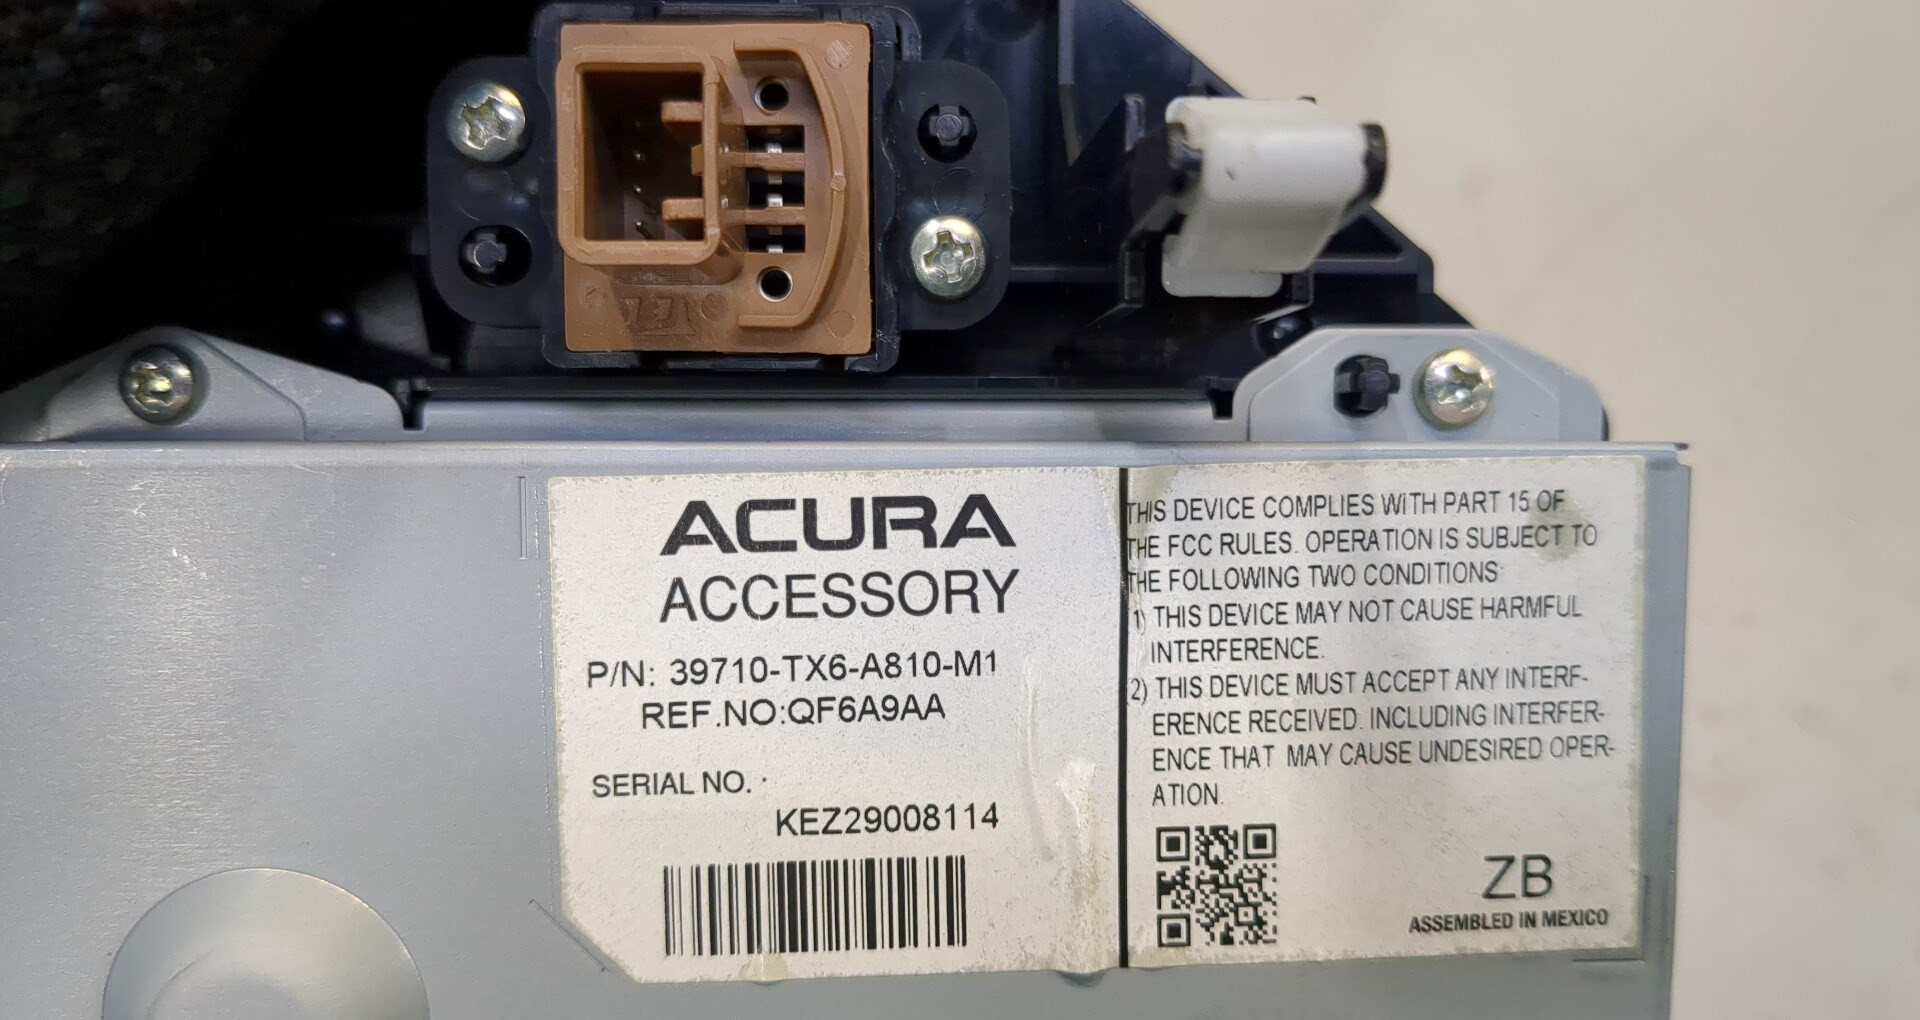 ACURA
ACCESSORY
P/N: 39710-TX6-A810-M1
REF.NO:QF6A9AA
SERIAL NO.
KEZ29008114
THIS DEVICE COMPLIES WITH PART 15 OF
THE FCC RULES. OPERATION IS SUBJECT TO
THE FOLLOWING TWO CONDITIONS:
1) THIS DEVICE MAY NOT CAUSE HARMFUL
INTERFERENCE.
2) THIS DEVICE MUST ACCEPT ANY INTERF-
ERENCE RECEIVED. INCLUDING INTERFER-
ENCE THAT MAY CAUSE UNDESIRED OPER-
ATION.
ZB
ASSEMBLED IN MEXICO